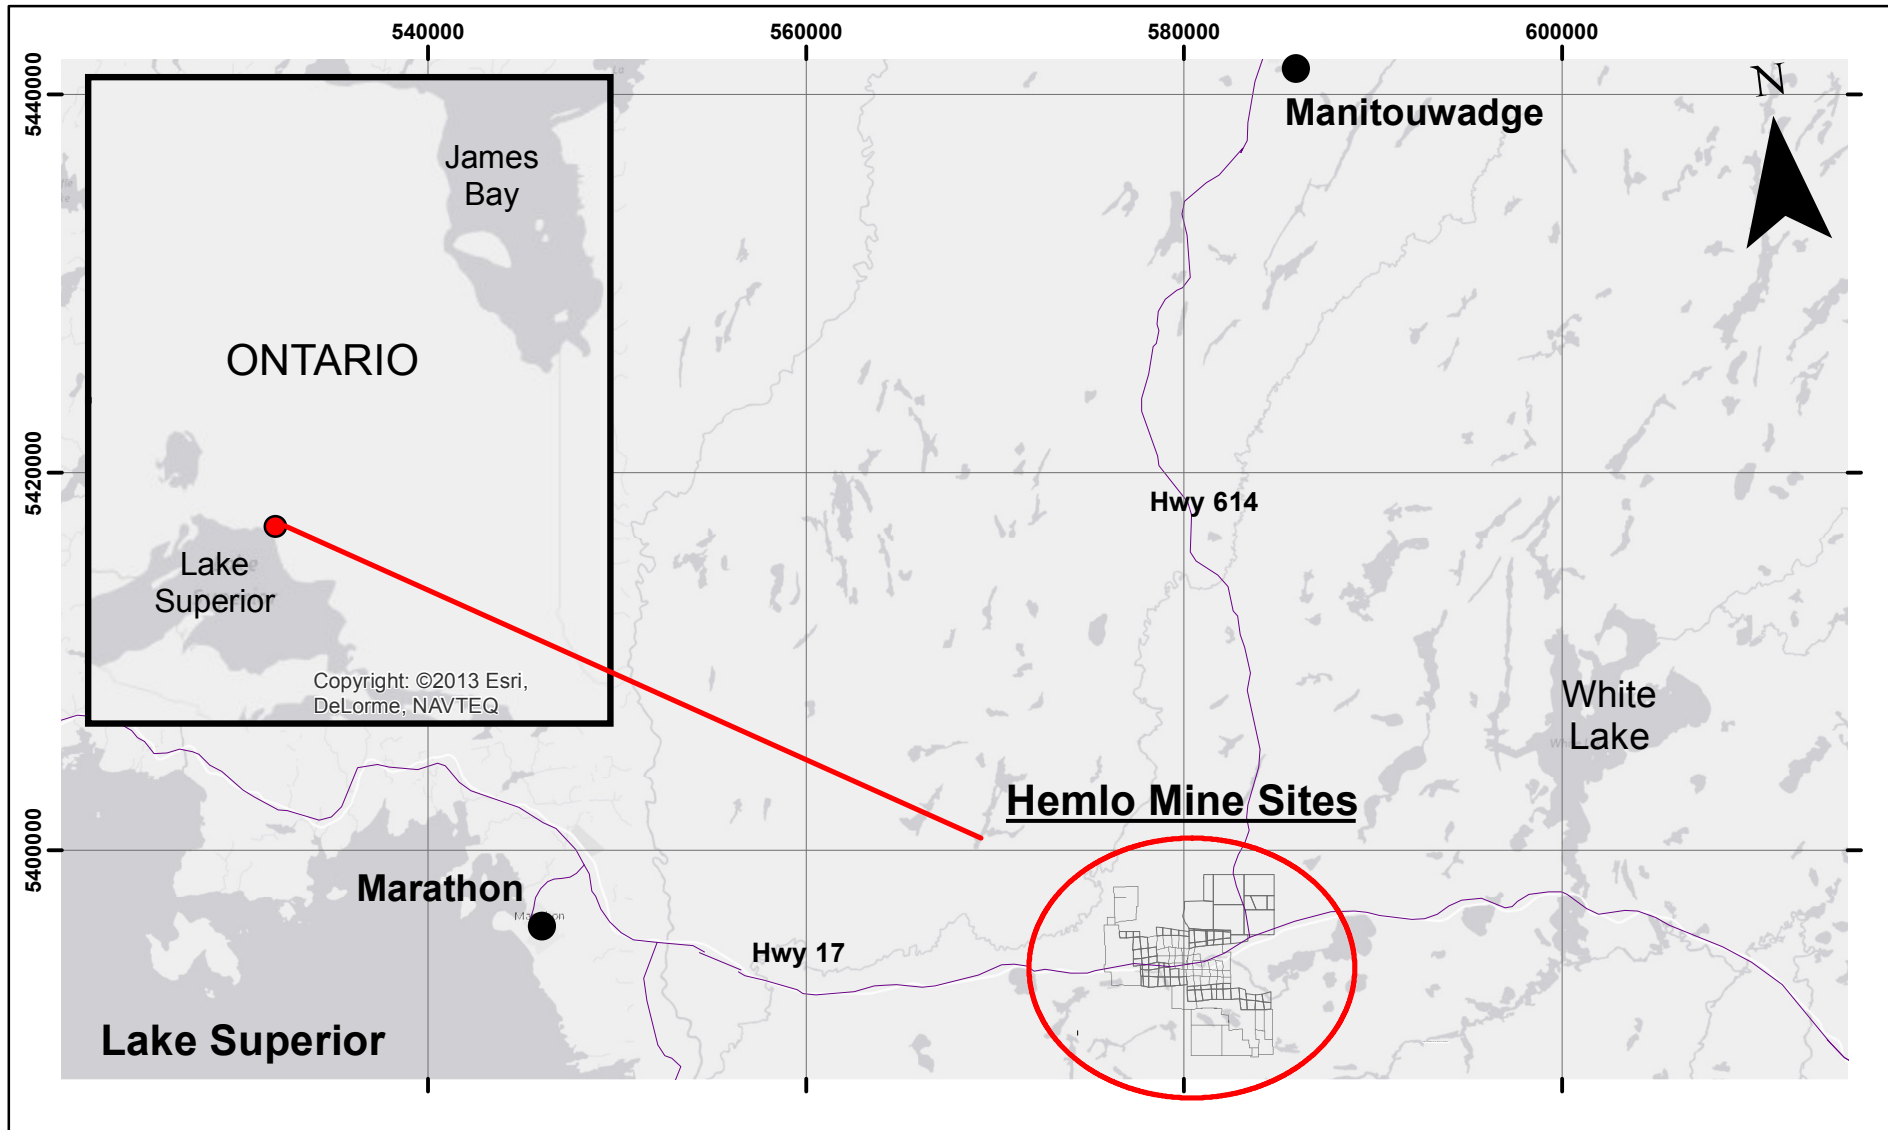 540000
560000
580000
600000
5440000
5420000
5400000
N
Manitouwadge
James
Bay
ONTARIO
Lake
Superior
Copyright: ©2013 Esri,
DeLorme, NAVTEQ
Hwy 614
White
Lake
Hemlo Mine Sites
Marathon
Marathon
Hwy 17
Lake Superior